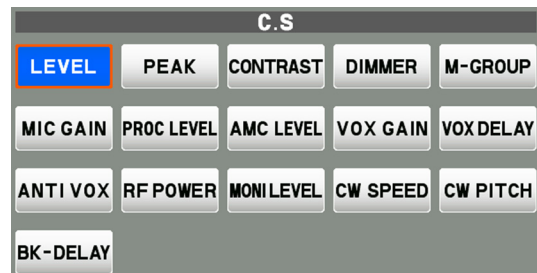 C.S
LEVEL PEAK CONTRAST DIMMER M-GROUP
MIC GAIN PROC LEVEL AMC LEVEL VOX GAIN VOX DELAY
ANTI VOX RF POWER MONI LEVEL CW SPEED CW PITCH
BK-DELAY